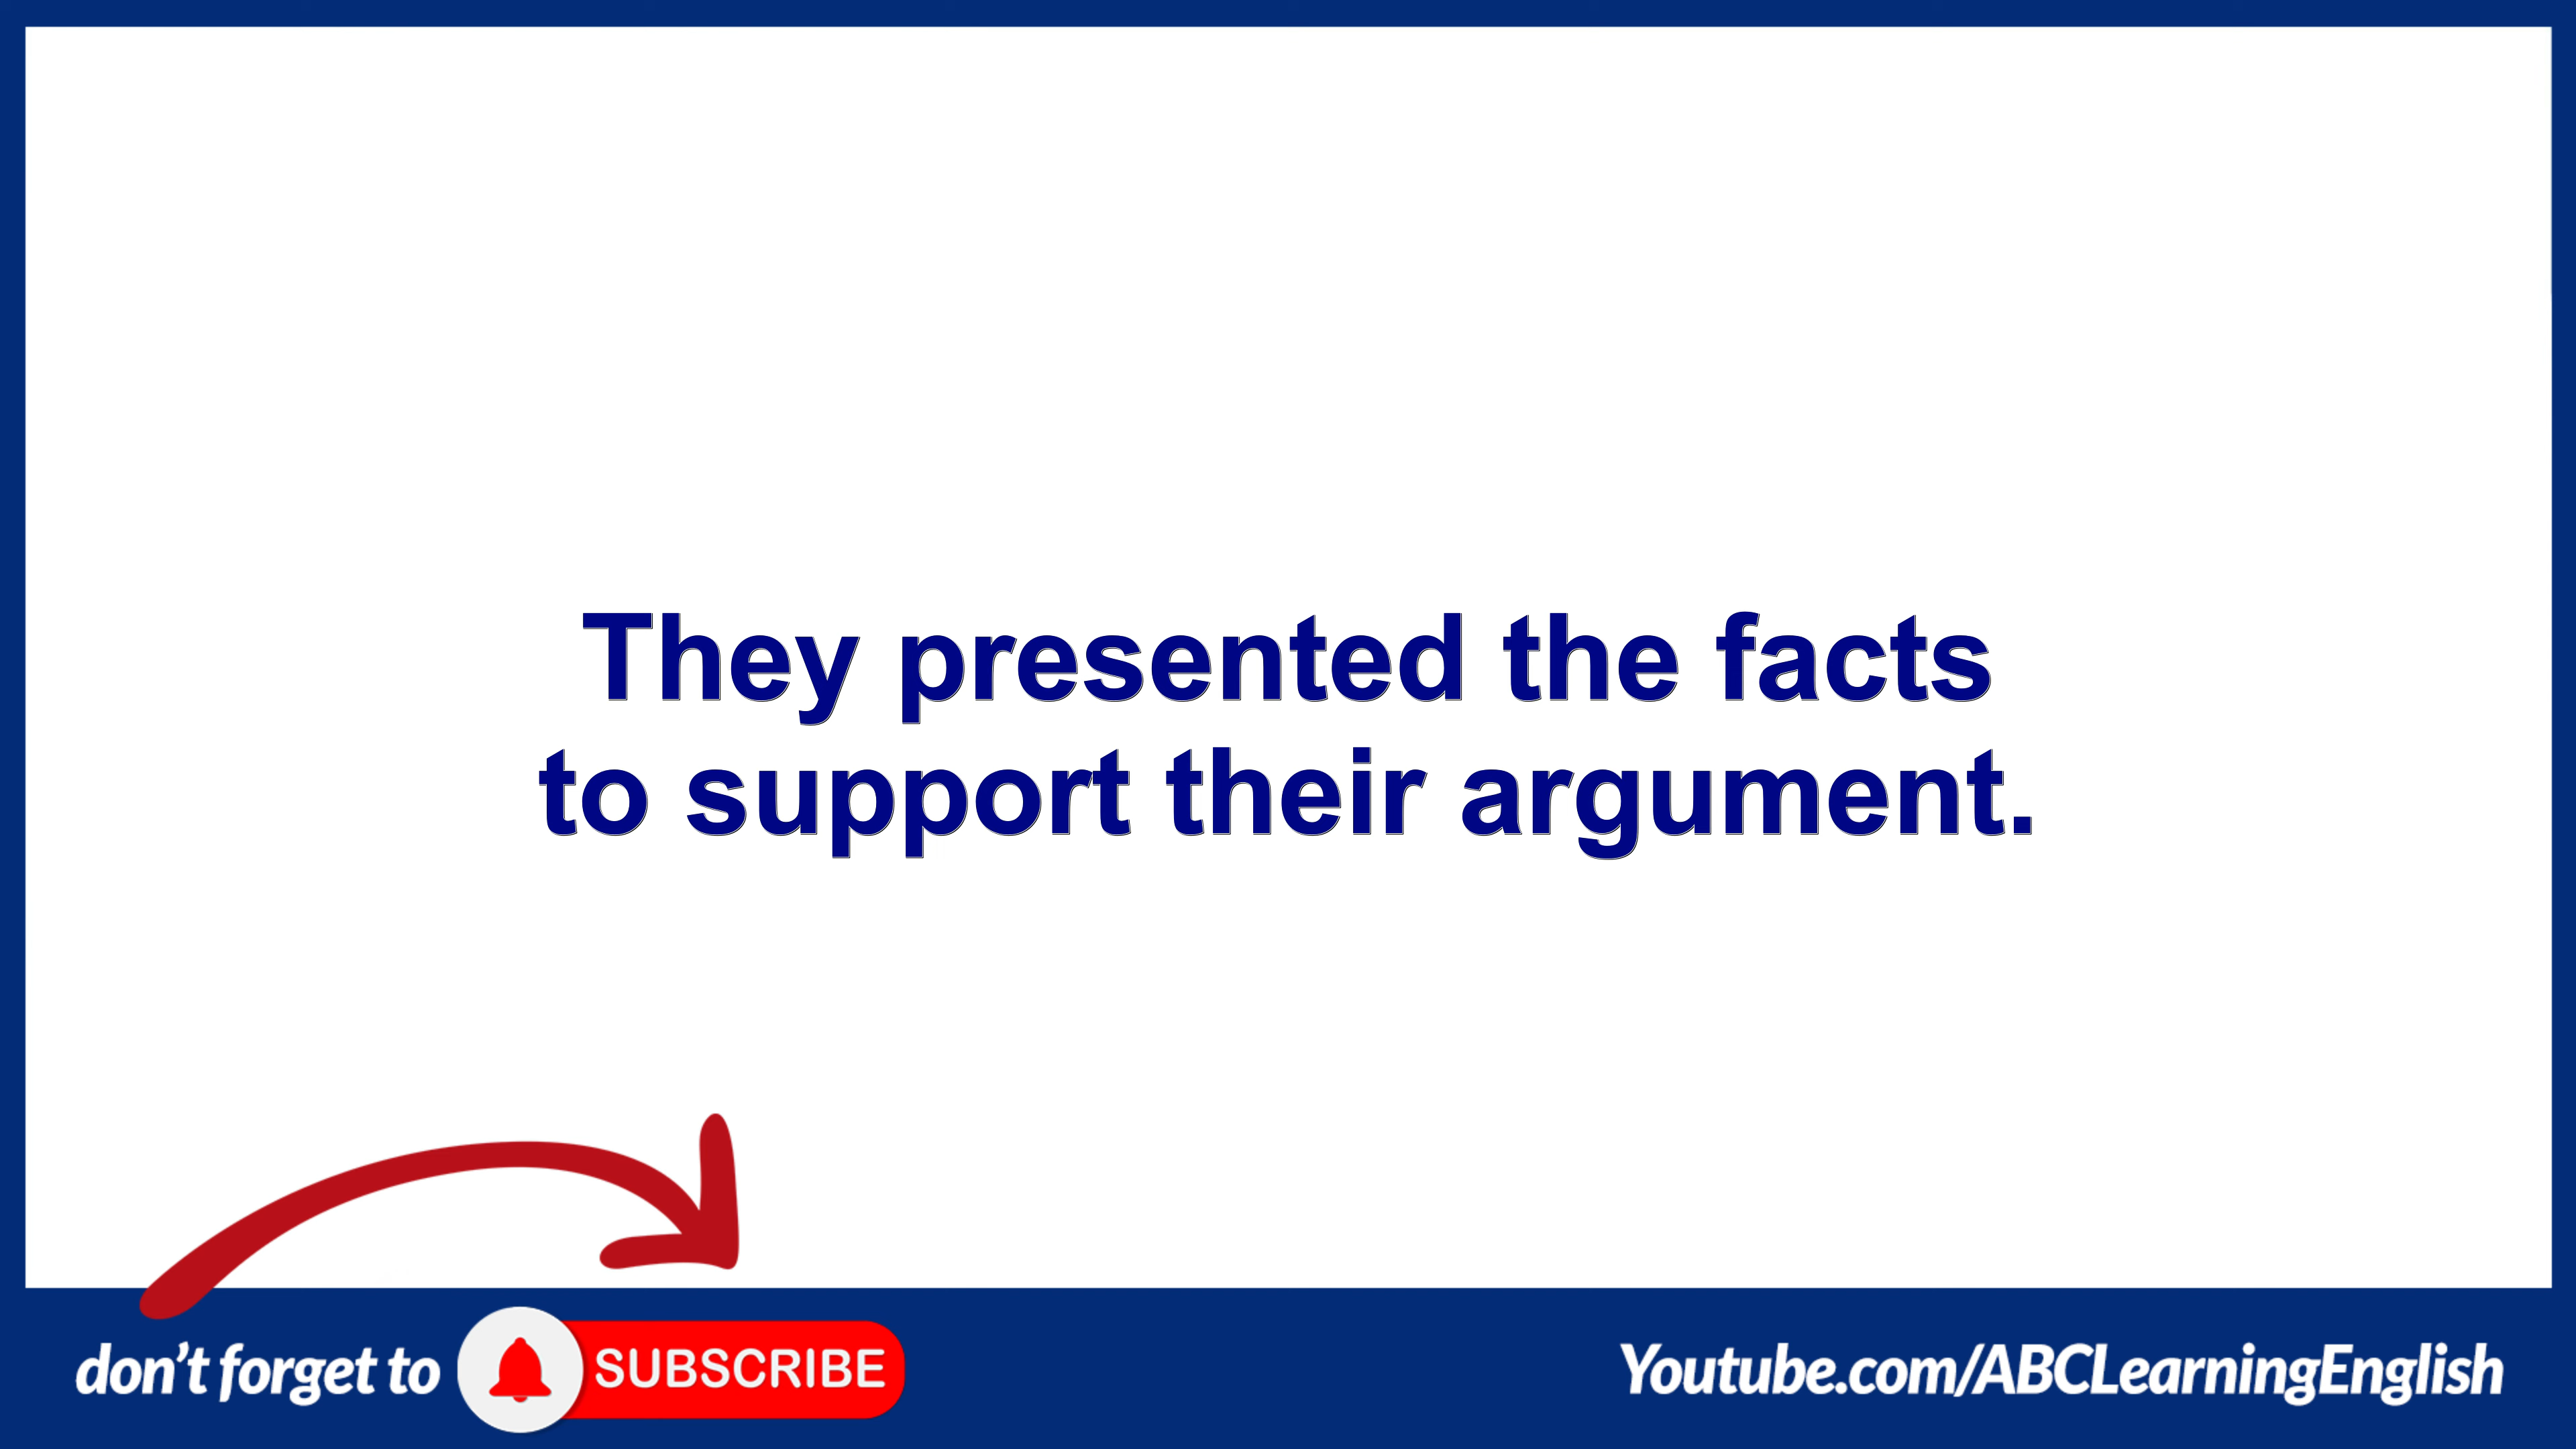 They presented the facts
to support their argument.
don't forget to SUBSCRIBE
Youtube.com/ABCLearningEnglish